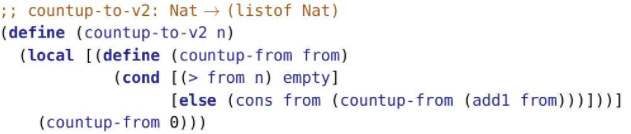 ;; countup-to-v2: Nat → (listof Nat)
(define (countup-to-v2 n)
  (local [(define (countup-from from)
            (cond [(> from n) empty]
                  [else (cons from (countup-from (add1 from)))]))]
    (countup-from 0)))